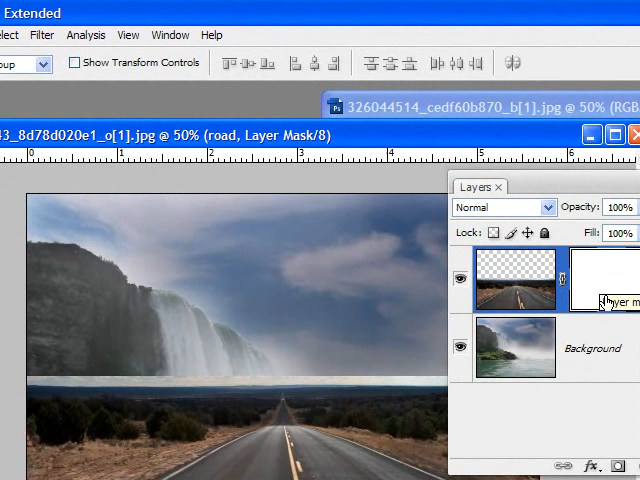 Extended
elect Filter Analysis View Window Help
oup Show Transform Controls
326044514_cedf60b870_b[1].jpg @ 50% (RGB
43_8d78d020e1_o[1].jpg @ 50% (road, Layer Mask/8)
0 1 2 3 4 5 6
Layers
Normal Opacity: 100%
Lock: Fill: 100%
ayer m
Background
fx